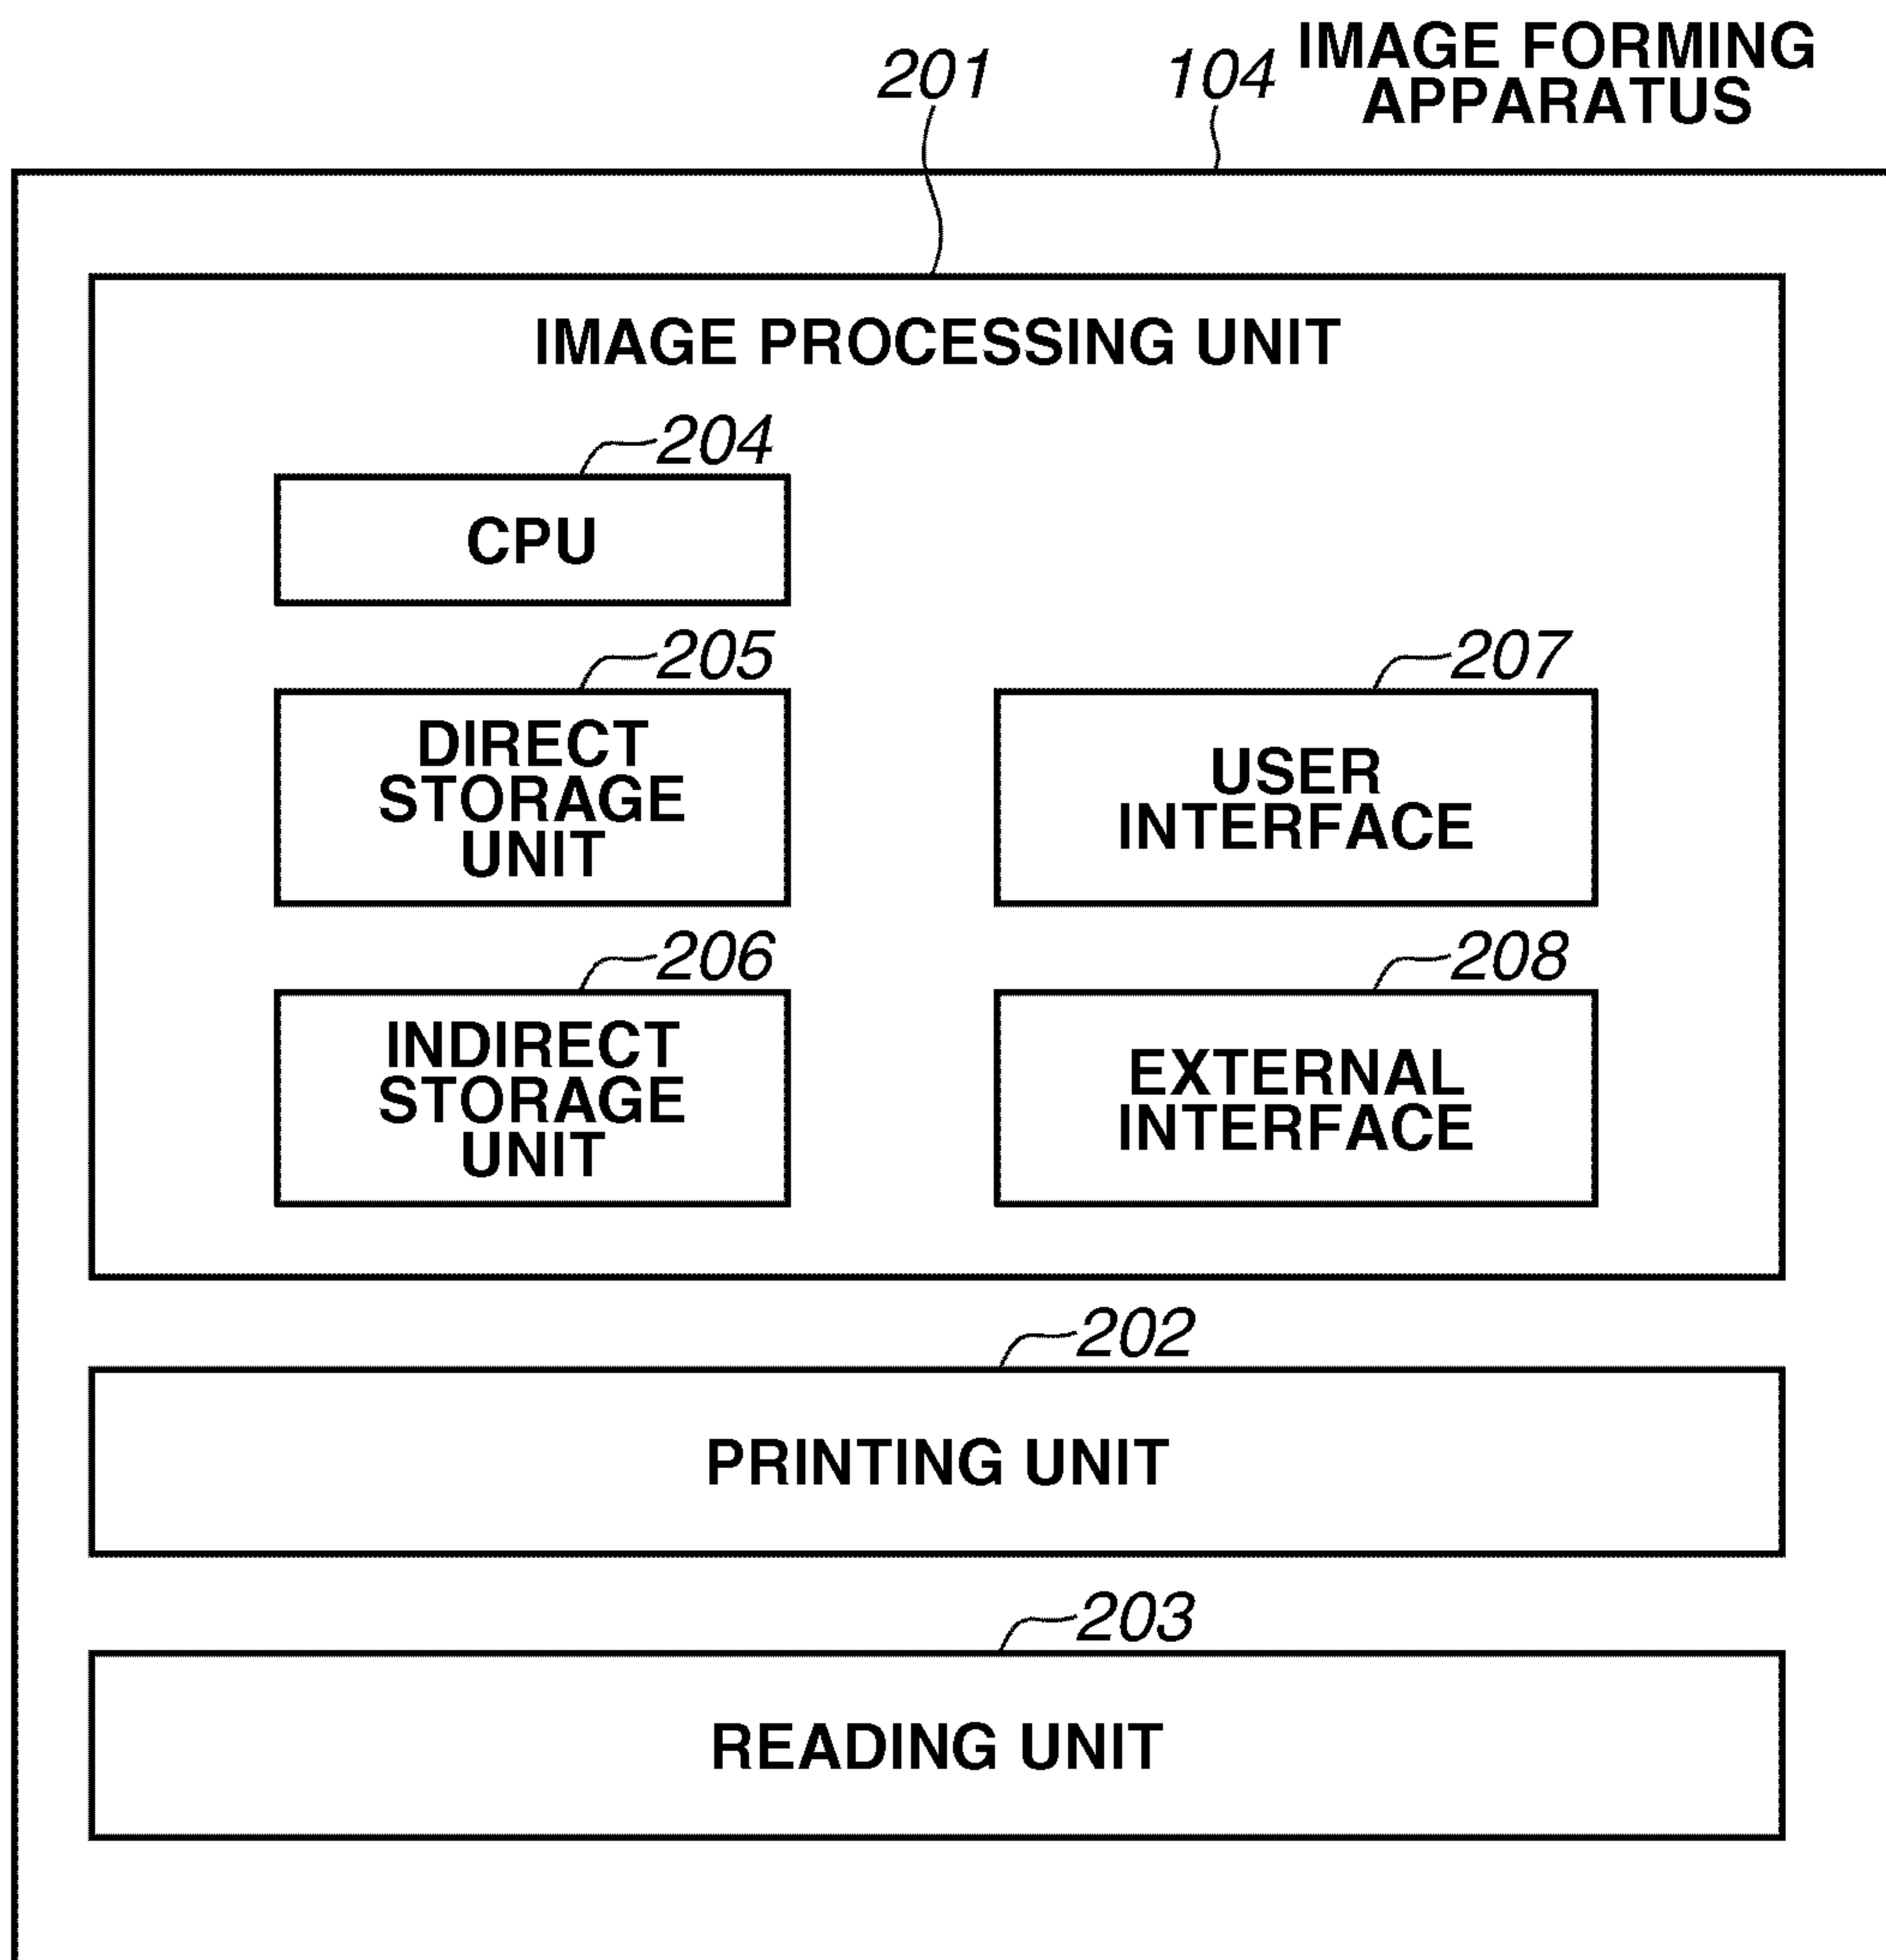 201
104
IMAGE FORMING
APPARATUS
IMAGE PROCESSING UNIT
204
CPU
205
DIRECT
STORAGE
UNIT
207
USER
INTERFACE
206
INDIRECT
STORAGE
UNIT
208
EXTERNAL
INTERFACE
202
PRINTING UNIT
203
READING UNIT